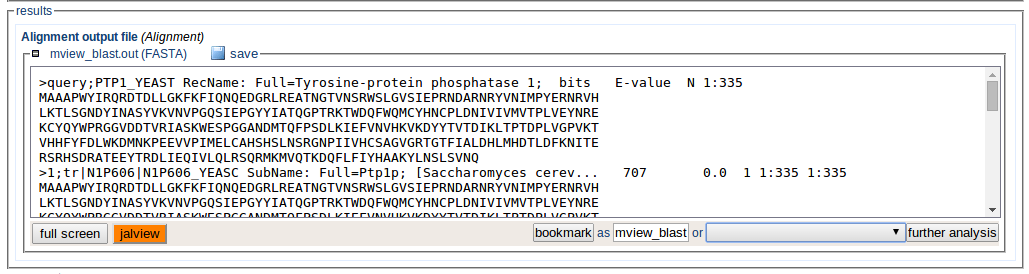 results
Alignment output file (Alignment)
mview_blast.out (FASTA) save
>query;PTP1_YEAST RecName: Full=Tyrosine-protein phosphatase 1; bits E-value N 1:335
MAAAPWYIRQRDTDLLGKFKFIQNQEDGRLREATNGTVNSRWSLGVSIEPRNDARNRYVNIMPYERNRVH
LKTLSGNDYINASYVKVNVPGQSIEPGYYIATQGPTRKTWDQFWQMCYHNCPLDNIVIVMVTPLVEYNRE
KCYQYWPRGGVDDTVRIASKWESPGGANDMTQFPSDLKIEFVNVHKVKDYYTVTDIKLTPTDPLVGPVKT
VHHFYFDLWKDMNKPEEVVPIMELCAHSHSLNSRGNPIIVHCSAGVGRTGTFIALDHLMHDTLDFKNITE
RSRHSDRATEEYTRDLIEQIVLQLRSQRMKMVQTKDQFLFIYHAAKYLNSLSVNQ
>1;tr|N1P606|N1P606_YEASC SubName: Full=Ptp1p; [Saccharomyces cerev... 707 0.0 1 1:335 1:335
MAAAPWYIRQRDTDLLGKFKFIQNQEDGRLREATNGTVNSRWSLGVSIEPRNDARNRYVNIMPYERNRVH
LKTLSGNDYINASYVKVNVPGQSIEPGYYIATQGPTRKTWDQFWQMCYHNCPLDNIVIVMVTPLVEYNRE
KCYQYWPRGGVDDTVRIASKWESPGGANDMTQFPSDLKIEFVNVHKVKDYYTVTDIKLTPTDPLVGPVKT
full screen jalview bookmark as mview_blast or further analysis